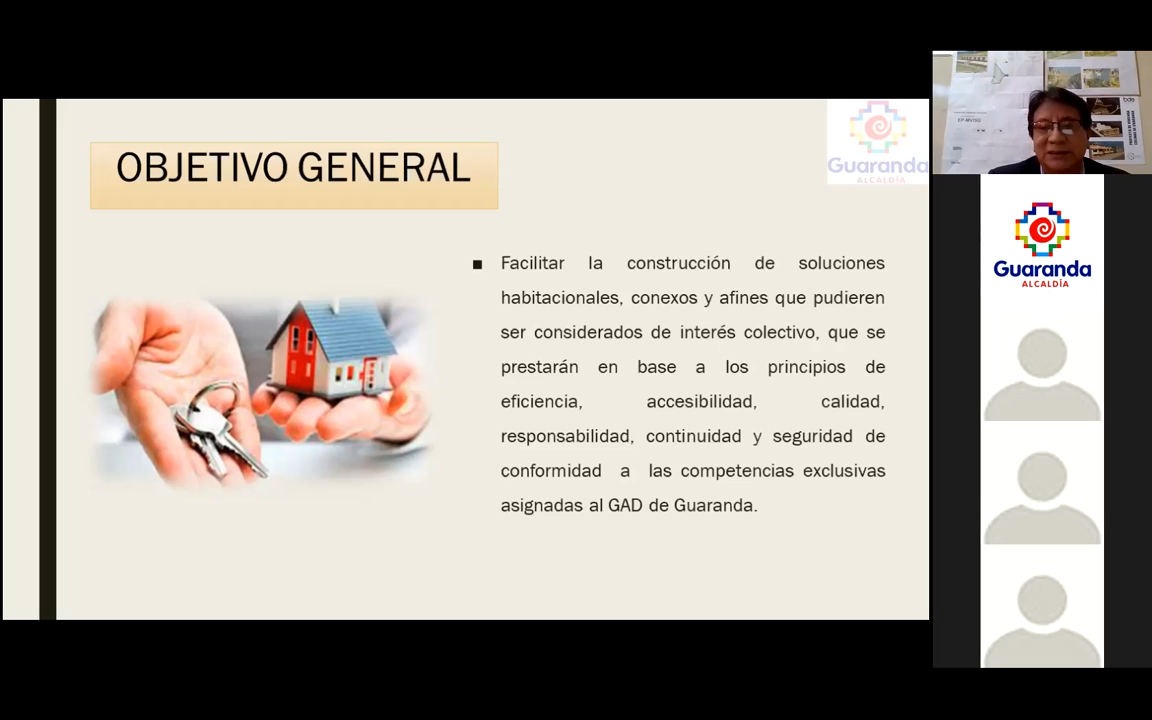 OBJETIVO GENERAL
Guaranda
ALCALDÍA
■ Facilitar la construcción de soluciones
habitacionales, conexos y afines que pudieren
ser considerados de interés colectivo, que se
prestarán en base a los principios de
eficiencia, accesibilidad, calidad,
responsabilidad, continuidad y seguridad de
conformidad a las competencias exclusivas
asignadas al GAD de Guaranda.
bde
Guaranda
ALCALDÍA